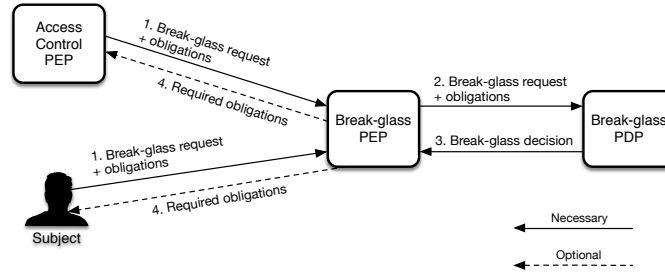 Access
Control
PEP
1. Break-glass request
+ obligations
4. Required obligations
2. Break-glass request
+ obligations
Break-glass
PEP
3. Break-glass decision
Break-glass
PDP
1. Break-glass request
+ obligations
4. Required obligations
Subject
Necessary
Optional